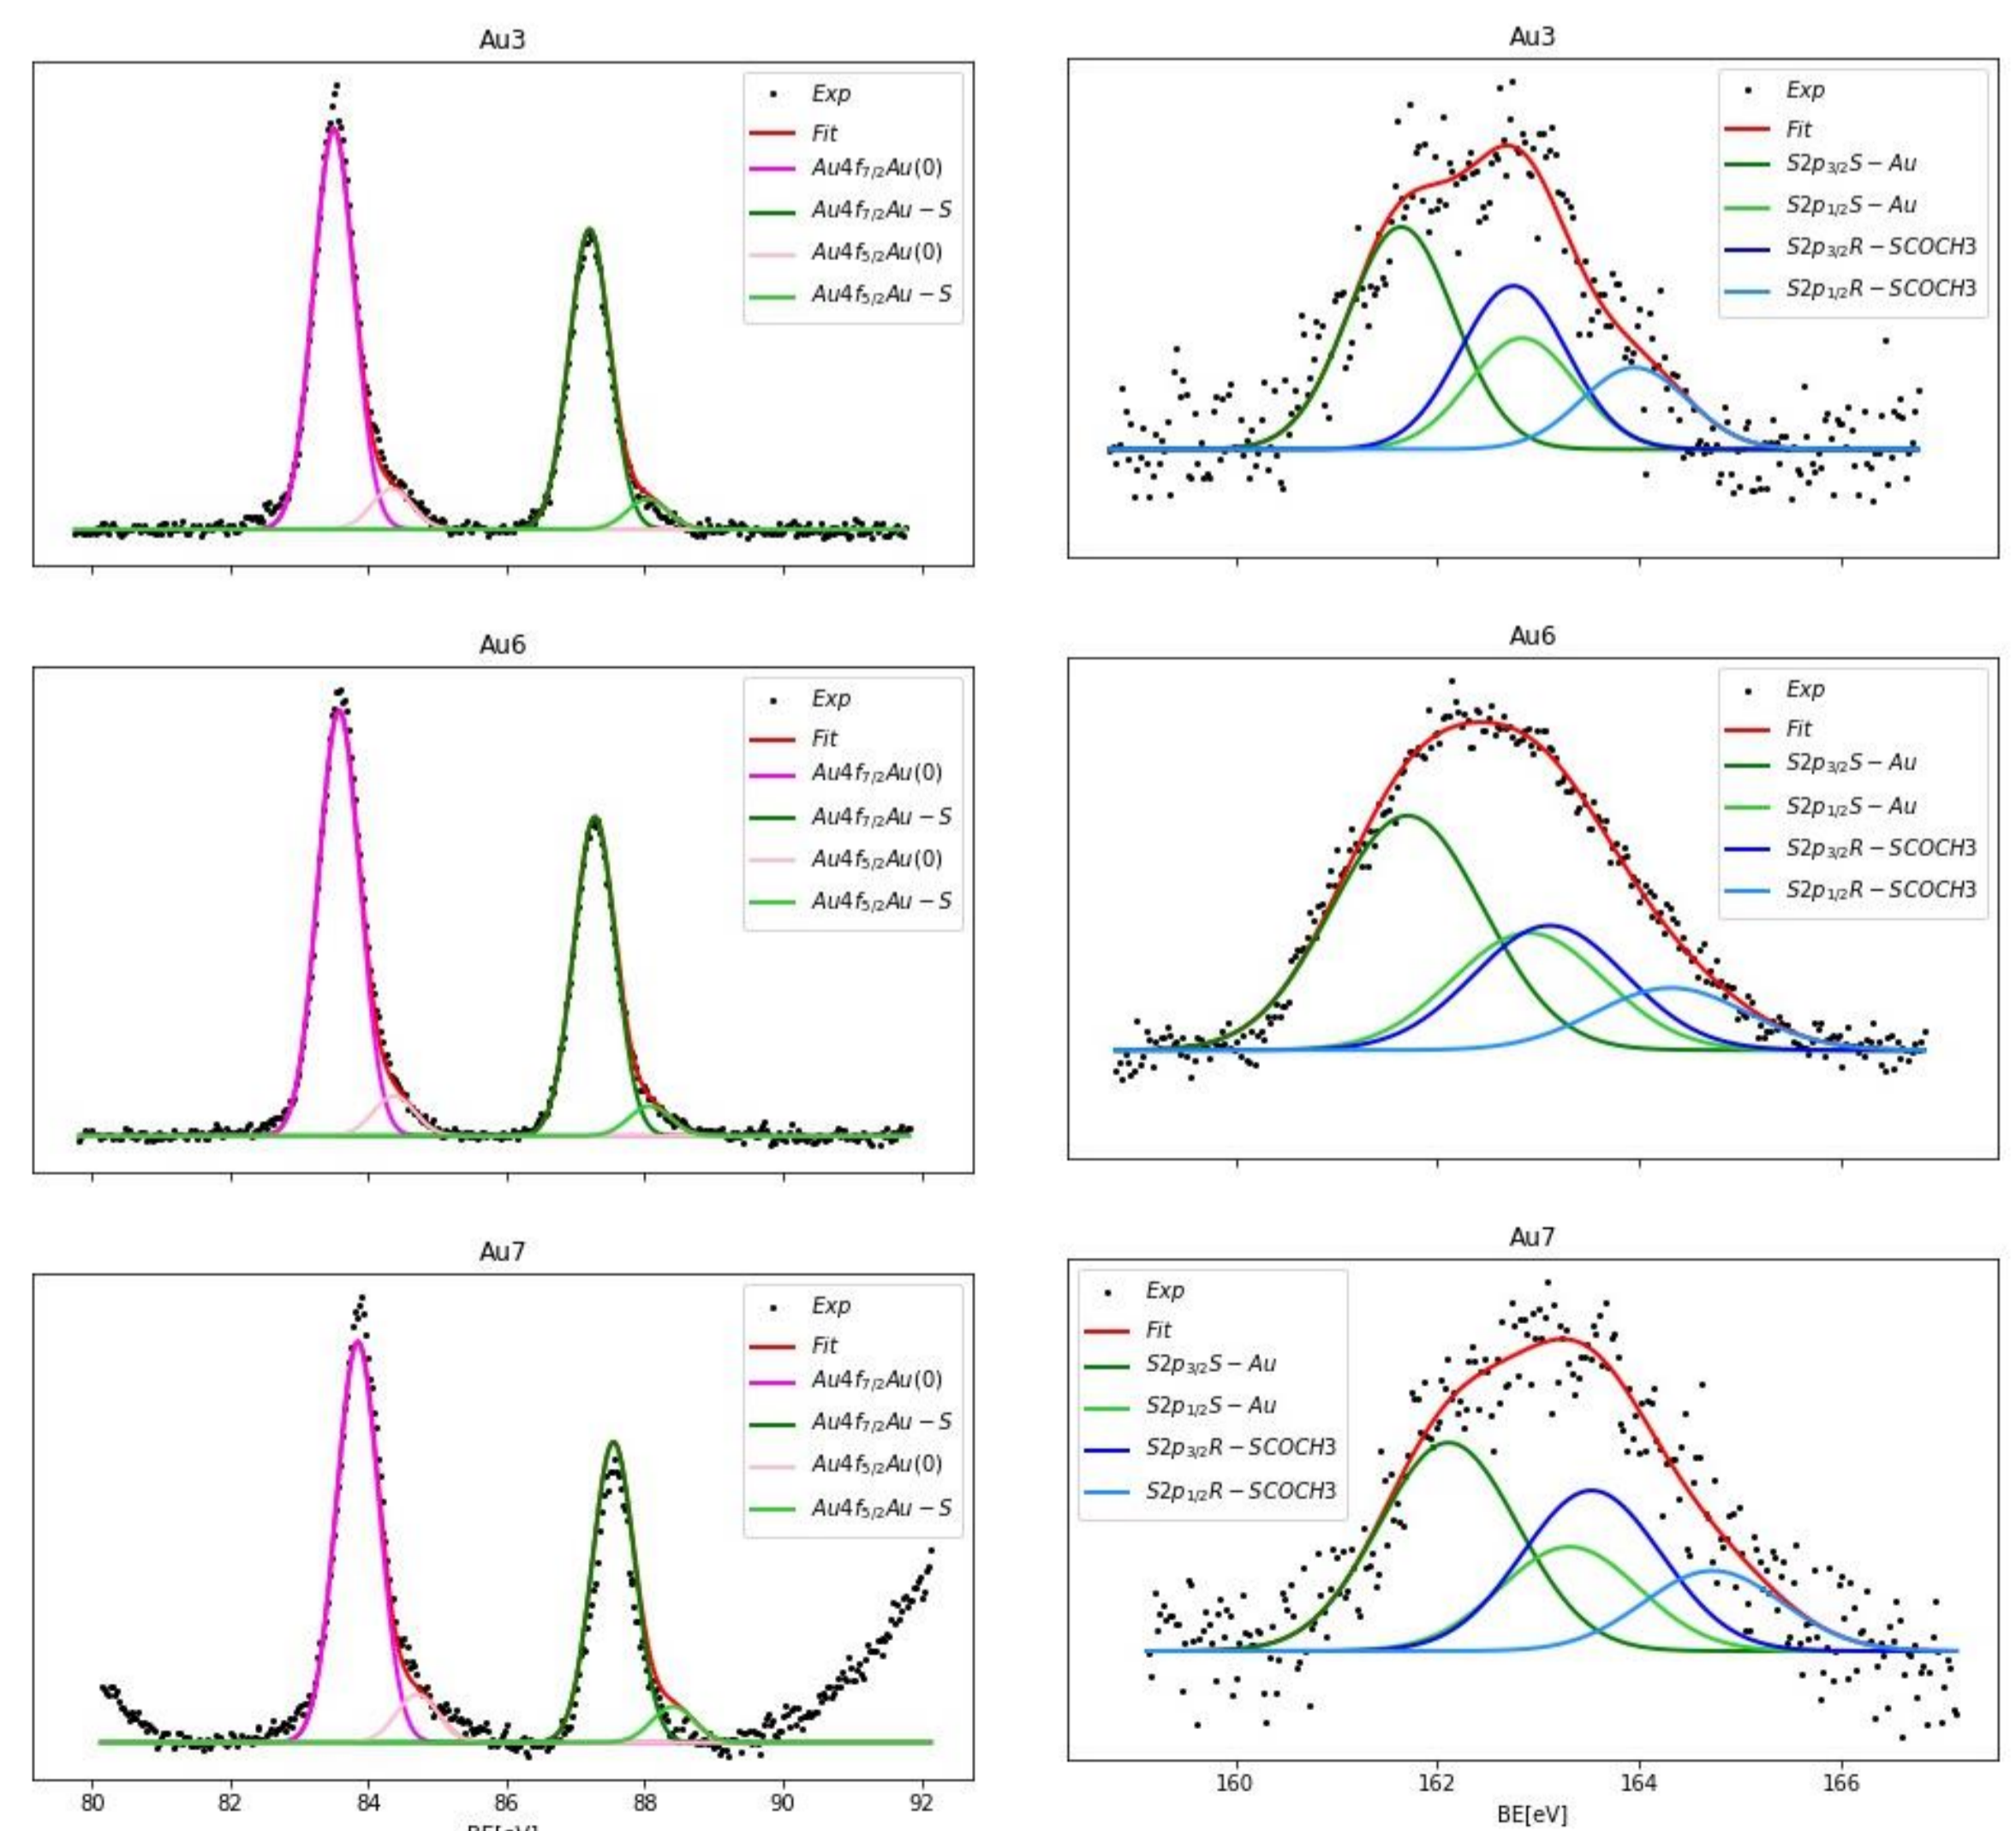 Au3
Exp
Fit
Au4f7/2Au(0)
Au4f7/2Au − S
Au4f5/2Au(0)
Au4f5/2Au − S
80 82 84 86 88 90 92
Au3
Exp
Fit
S2p3/2S − Au
S2p1/2S − Au
S2p3/2R − SCOCH3
S2p1/2R − SCOCH3
Au6
Exp
Fit
Au4f7/2Au(0)
Au4f7/2Au − S
Au4f5/2Au(0)
Au4f5/2Au − S
Au6
Exp
Fit
S2p3/2S − Au
S2p1/2S − Au
S2p3/2R − SCOCH3
S2p1/2R − SCOCH3
Au7
Exp
Fit
Au4f7/2Au(0)
Au4f7/2Au − S
Au4f5/2Au(0)
Au4f5/2Au − S
BE[eV]
Au7
Exp
Fit
S2p3/2S − Au
S2p1/2S − Au
S2p3/2R − SCOCH3
S2p1/2R − SCOCH3
160 162 164 166
BE[eV]